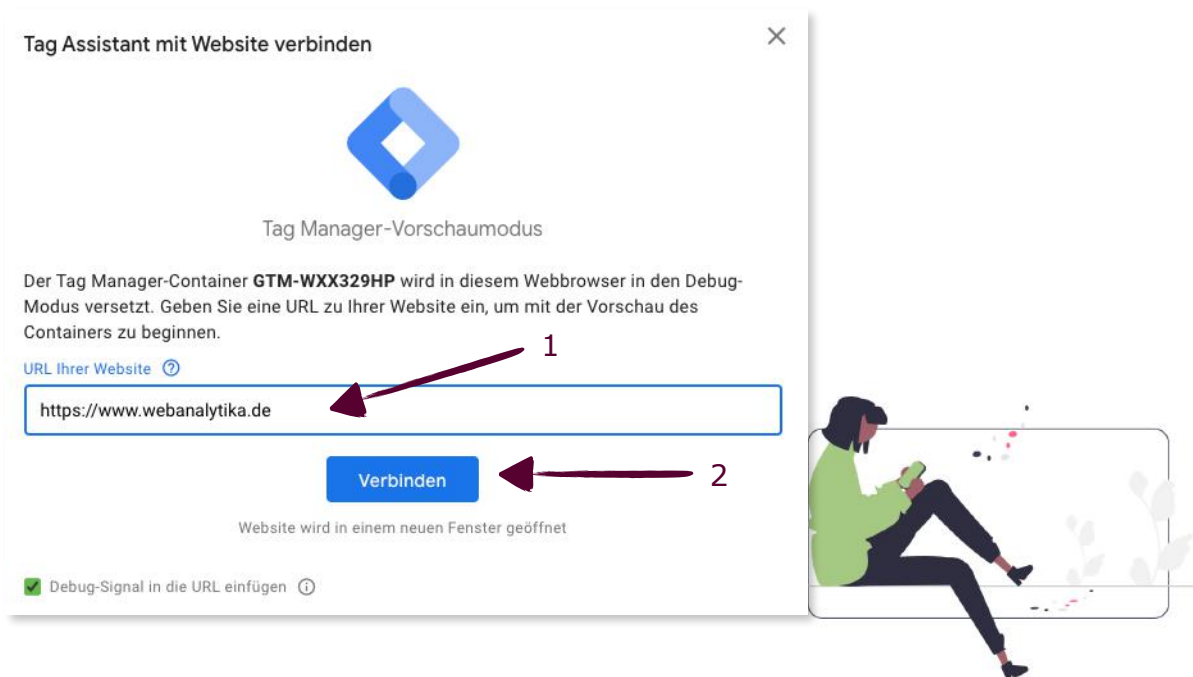 Tag Assistant mit Website verbinden
Tag Manager-Vorschaumodus
Der Tag Manager-Container GTM-WXX329HP wird in diesem Webbrowser in den Debug-
Modus versetzt. Geben Sie eine URL zu Ihrer Website ein, um mit der Vorschau des
Containers zu beginnen.
1
URL Ihrer Website
https://www.webanalytika.de
Verbinden
2
Website wird in einem neuen Fenster geöffnet
Debug-Signal in die URL einfügen